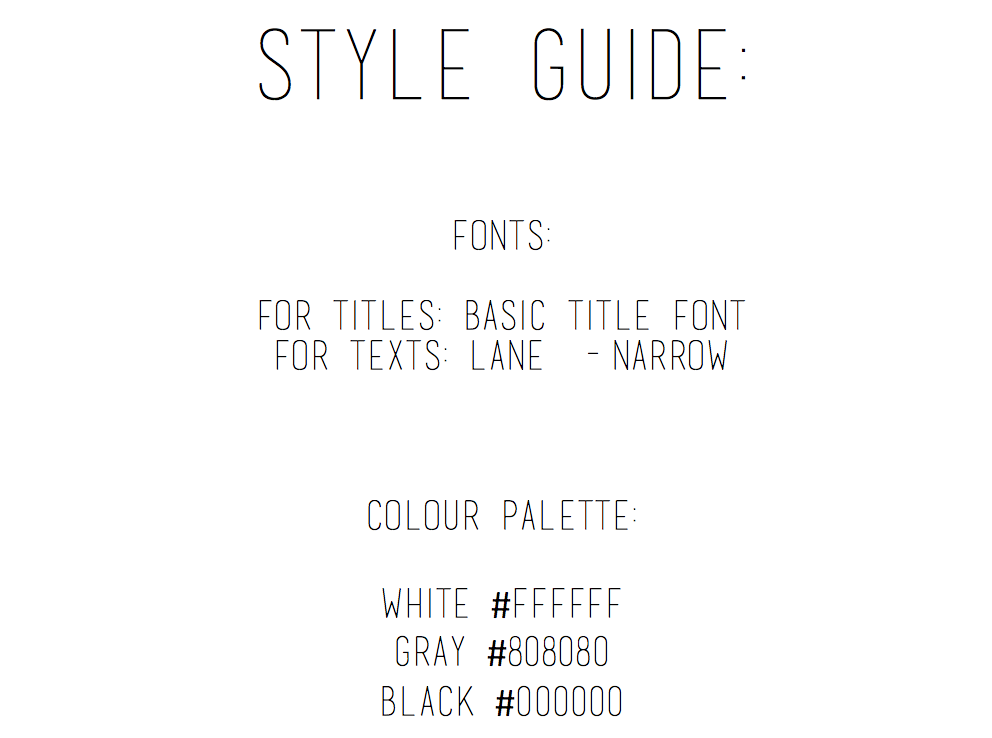 STYLE GUIDE:
FONTS:
FOR TITLES: BASIC TITLE FONT
FOR TEXTS: LANE - NARROW
COLOUR PALETTE:
WHITE #FFFFFF
GRAY #808080
BLACK #000000